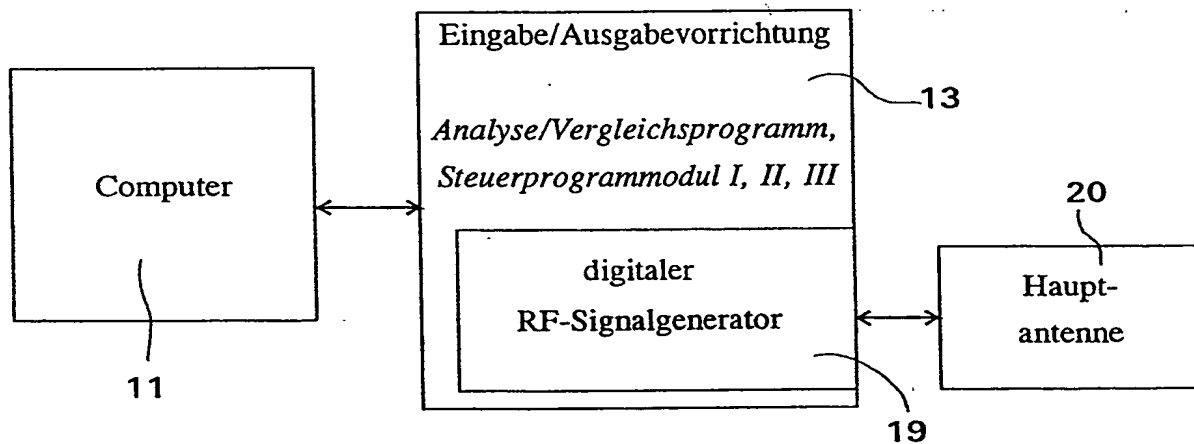 Eingabe/Ausgabevorrichtung
13
Analyse/Vergleichsprogramm,
Steuerprogrammodul I, II, III
Computer
11
digitaler
RF-Signalgenerator
19
20
Haupt-
antenne